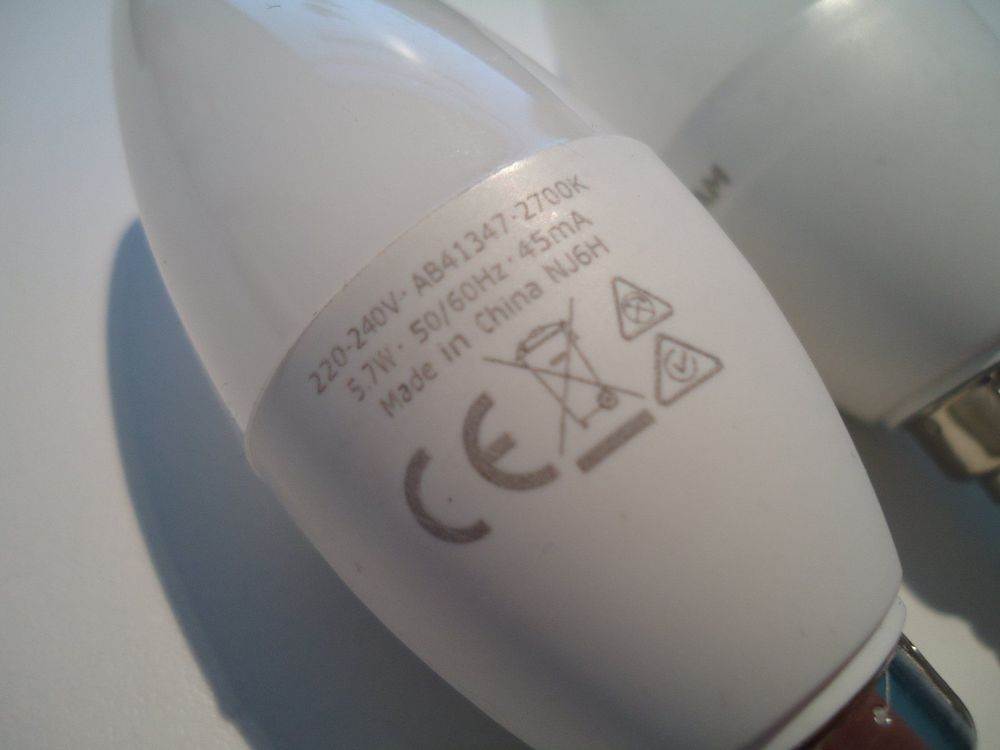 220-240V· AB41347·2700K
5.7W· 50/60Hz·45mA
Made in China NJ6H
CE